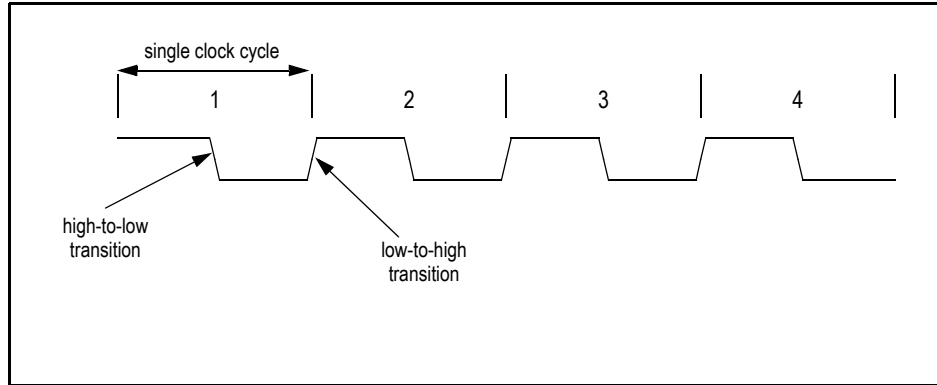 single clock cycle
1 2 3 4
high-to-low
transition
low-to-high
transition